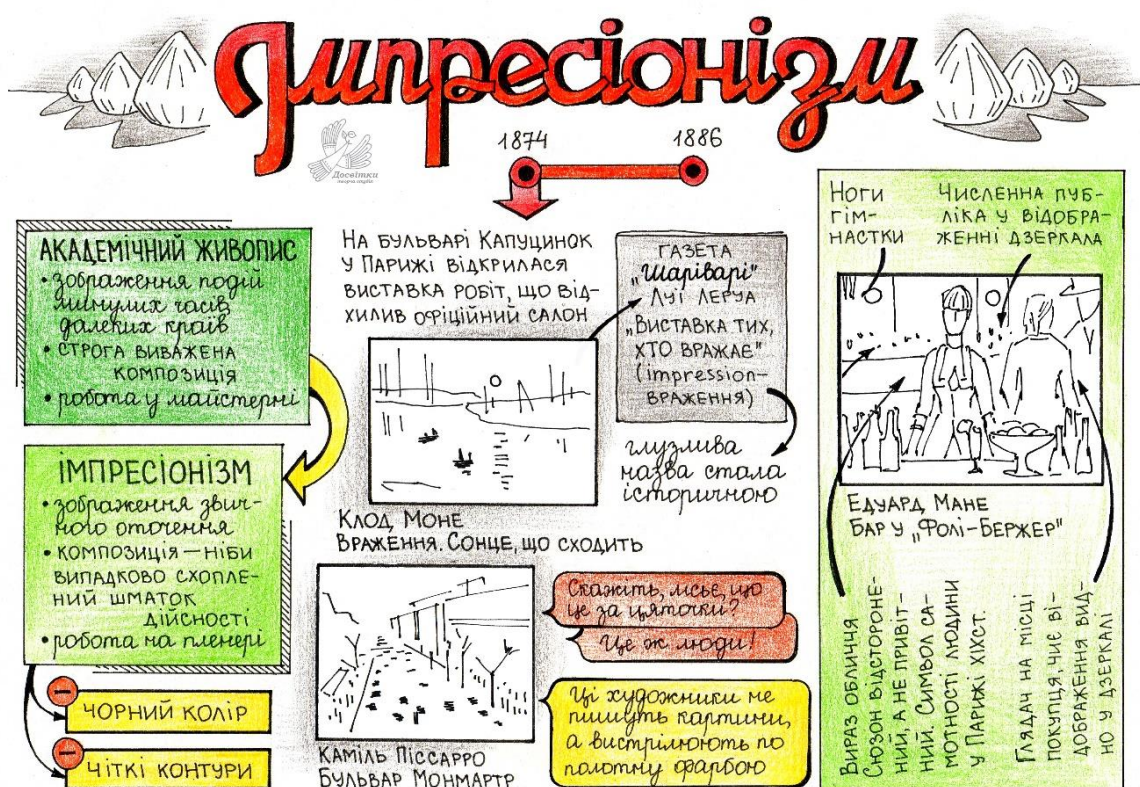 Імпресіонізм
1874
1886
Досвітки
АКАДЕМІЧНИЙ ЖИВОПИС
• зображення подій
минулих часів,
далеких країв
• СТРОГА ВИВАЖЕНА
КОМПОЗИЦІЯ
• робота у майстерні
ІМПРЕСІОНІЗМ
• зображення звич-
ного оточення
• КОМПОЗИЦІЯ — НІБИ
ВИПАДКОВО СХОПЛЕ-
НИЙ ШМАТОК
ДІЙСНОСТІ
• робота на пленері
– ЧОРНИЙ КОЛІР
– ЧІТКІ КОНТУРИ
НА БУЛЬВАРІ КАПУЦИНОК
У ПАРИЖІ ВІДКРИЛАСЯ
ВИСТАВКА РОБІТ, ЩО ВІД-
ХИЛИВ ОФІЦІЙНИЙ САЛОН
КЛОД МОНЕ
ВРАЖЕННЯ. СОНЦЕ, ЩО СХОДИТЬ
ГАЗЕТА
„Шаріварі"
ЛУЇ ЛЕРУА
„ВИСТАВКА ТИХ,
ХТО ВРАЖАЄ"
(impression-
ВРАЖЕННЯ)
глузлива
назва стала
історичною
КАМІЛЬ ПІССАРРО
БУЛЬВАР МОНМАРТР
Скажіть, мсьє, що
це за цяточки?
Це ж люди!
Ці художники не
пишуть картини,
а вистрілюють по
полотну фарбою
НОГИ
ГІМ-
НАСТКИ
ЧИСЛЕННА ПУБ-
ЛІКА У ВІДОБРА-
ЖЕННІ ДЗЕРКАЛА
ЕДУАРД МАНЕ
БАР У „ФОЛІ-БЕРЖЕР"
ВИРАЗ ОБЛИЧЧЯ
СЮЗОН ВІДСТОРОНЕ-
НИЙ, А НЕ ПРИВІТ-
НИЙ. СИМВОЛ СА-
МОТНОСТІ ЛЮДИНИ
У ПАРИЖІ ХІХСТ.
ГЛЯДАЧ НА МІСЦІ
ПОКУПЦЯ, ЧИЄ ВІ-
ДОБРАЖЕННЯ ВИД-
НО У ДЗЕРКАЛІ